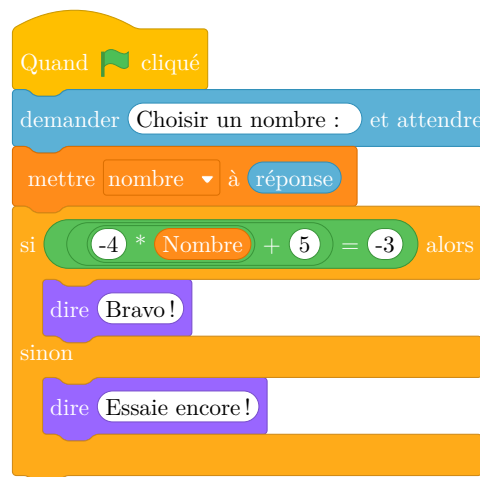 Quand cliqué
demander Choisir un nombre : et attendre
mettre nombre à réponse
si -4 * Nombre + 5 = -3 alors
dire Bravo !
sinon
dire Essaie encore !